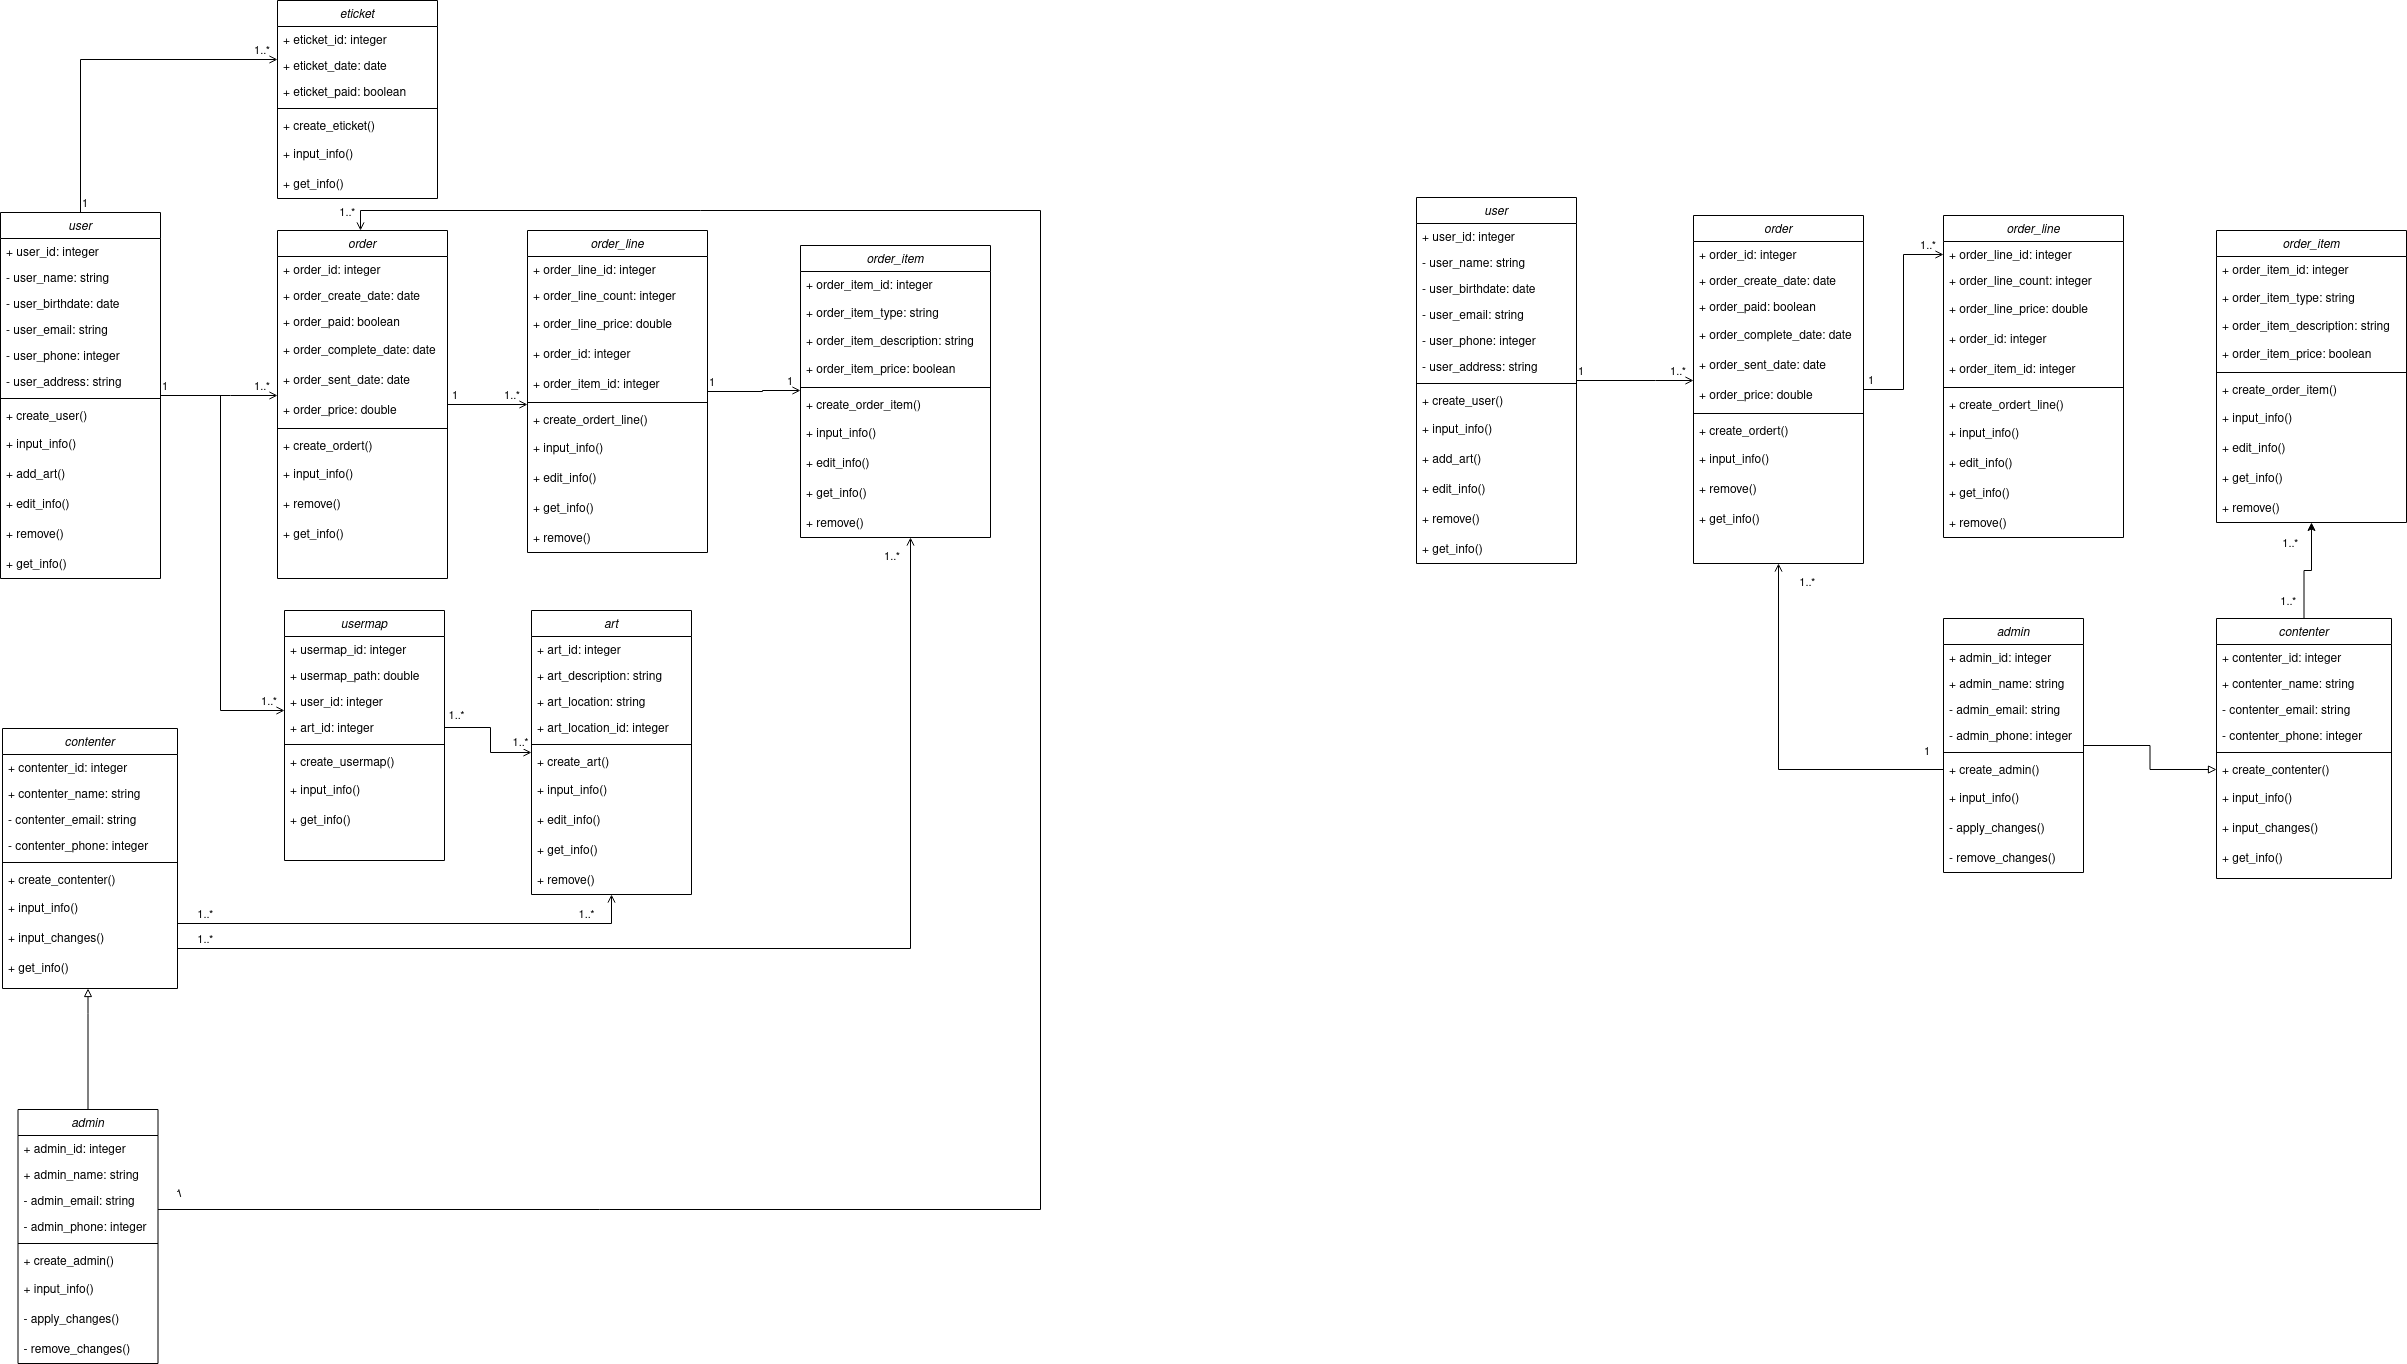 eticket
+ eticket_id: integer
+ eticket_date: date
+ eticket_paid: boolean
+ create_eticket()
+ input_info()
+ get_info()
1..*
1
user
+ user_id: integer
- user_name: string
- user_birthdate: date
- user_email: string
- user_phone: integer
- user_address: string
+ create_user()
+ input_info()
+ add_art()
+ edit_info()
+ remove()
+ get_info()
1
1..*
1..*
order
+ order_id: integer
+ order_create_date: date
+ order_paid: boolean
+ order_complete_date: date
+ order_sent_date: date
+ order_price: double
+ create_ordert()
+ input_info()
+ remove()
+ get_info()
1
1..*
order_line
+ order_line_id: integer
+ order_line_count: integer
+ order_line_price: double
+ order_id: integer
+ order_item_id: integer
+ create_ordert_line()
+ input_info()
+ edit_info()
+ get_info()
+ remove()
1
1
order_item
+ order_item_id: integer
+ order_item_type: string
+ order_item_description: string
+ order_item_price: boolean
+ create_order_item()
+ input_info()
+ edit_info()
+ get_info()
+ remove()
1..*
1..*
usermap
+ usermap_id: integer
+ usermap_path: double
+ user_id: integer
+ art_id: integer
+ create_usermap()
+ input_info()
+ get_info()
1..*
1..*
art
+ art_id: integer
+ art_description: string
+ art_location: string
+ art_location_id: integer
+ create_art()
+ input_info()
+ edit_info()
+ get_info()
+ remove()
contenter
+ contenter_id: integer
+ contenter_name: string
- contenter_email: string
- contenter_phone: integer
+ create_contenter()
+ input_info()
+ input_changes()
+ get_info()
1..*
1..*
1..*
admin
+ admin_id: integer
+ admin_name: string
- admin_email: string
- admin_phone: integer
+ create_admin()
+ input_info()
- apply_changes()
- remove_changes()
user
+ user_id: integer
- user_name: string
- user_birthdate: date
- user_email: string
- user_phone: integer
- user_address: string
+ create_user()
+ input_info()
+ add_art()
+ edit_info()
+ remove()
+ get_info()
1
1..*
order
+ order_id: integer
+ order_create_date: date
+ order_paid: boolean
+ order_complete_date: date
+ order_sent_date: date
+ order_price: double
+ create_ordert()
+ input_info()
+ remove()
+ get_info()
1
1..*
1..*
order_line
+ order_line_id: integer
+ order_line_count: integer
+ order_line_price: double
+ order_id: integer
+ order_item_id: integer
+ create_ordert_line()
+ input_info()
+ edit_info()
+ get_info()
+ remove()
order_item
+ order_item_id: integer
+ order_item_type: string
+ order_item_description: string
+ order_item_price: boolean
+ create_order_item()
+ input_info()
+ edit_info()
+ get_info()
+ remove()
1..*
1..*
1
admin
+ admin_id: integer
+ admin_name: string
- admin_email: string
- admin_phone: integer
+ create_admin()
+ input_info()
- apply_changes()
- remove_changes()
contenter
+ contenter_id: integer
+ contenter_name: string
- contenter_email: string
- contenter_phone: integer
+ create_contenter()
+ input_info()
+ input_changes()
+ get_info()